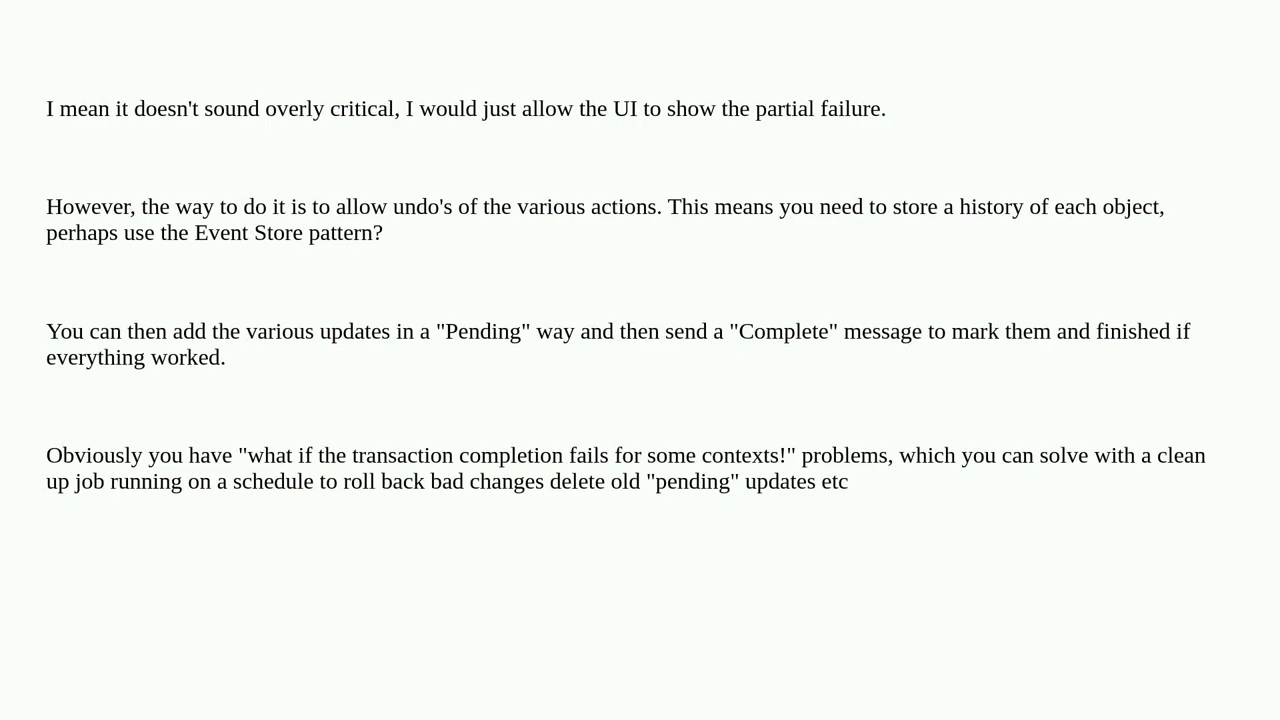 I mean it doesn't sound overly critical, I would just allow the UI to show the partial failure.
However, the way to do it is to allow undo's of the various actions. This means you need to store a history of each object,
perhaps use the Event Store pattern?
You can then add the various updates in a "Pending" way and then send a "Complete" message to mark them and finished if
everything worked.
Obviously you have "what if the transaction completion fails for some contexts!" problems, which you can solve with a clean
up job running on a schedule to roll back bad changes delete old "pending" updates etc